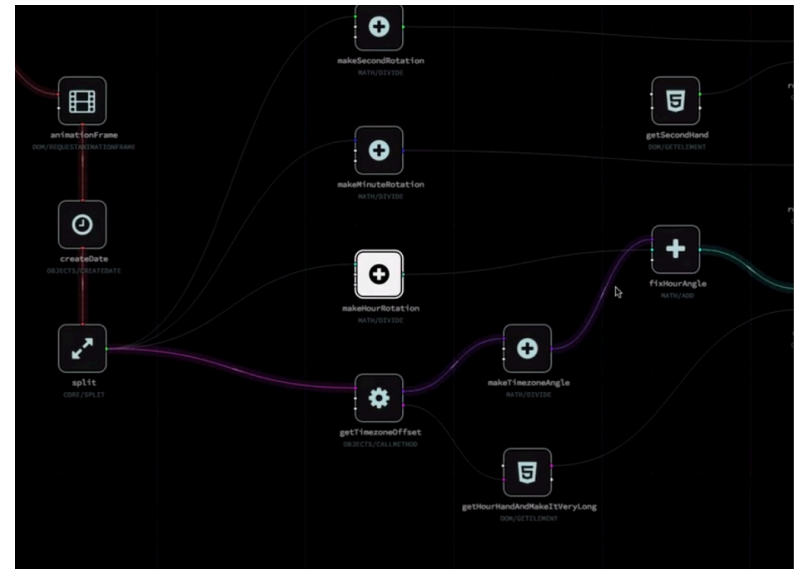 makeSecondRotation
MATH/DIVIDE
animationFrame
DOM/REQUESTANIMATIONFRAME
getSecondHand
DOM/GETELEMENT
makeMinuteRotation
MATH/DIVIDE
createDate
OBJECTS/CREATEDATE
makeHourRotation
MATH/DIVIDE
fixHourAngle
MATH/ADD
split
CORE/SPLIT
makeTimezoneAngle
MATH/DIVIDE
getTimezoneOffset
OBJECTS/CALLMETHOD
getHourHandAndMakeItVeryLong
DOM/GETELEMENT